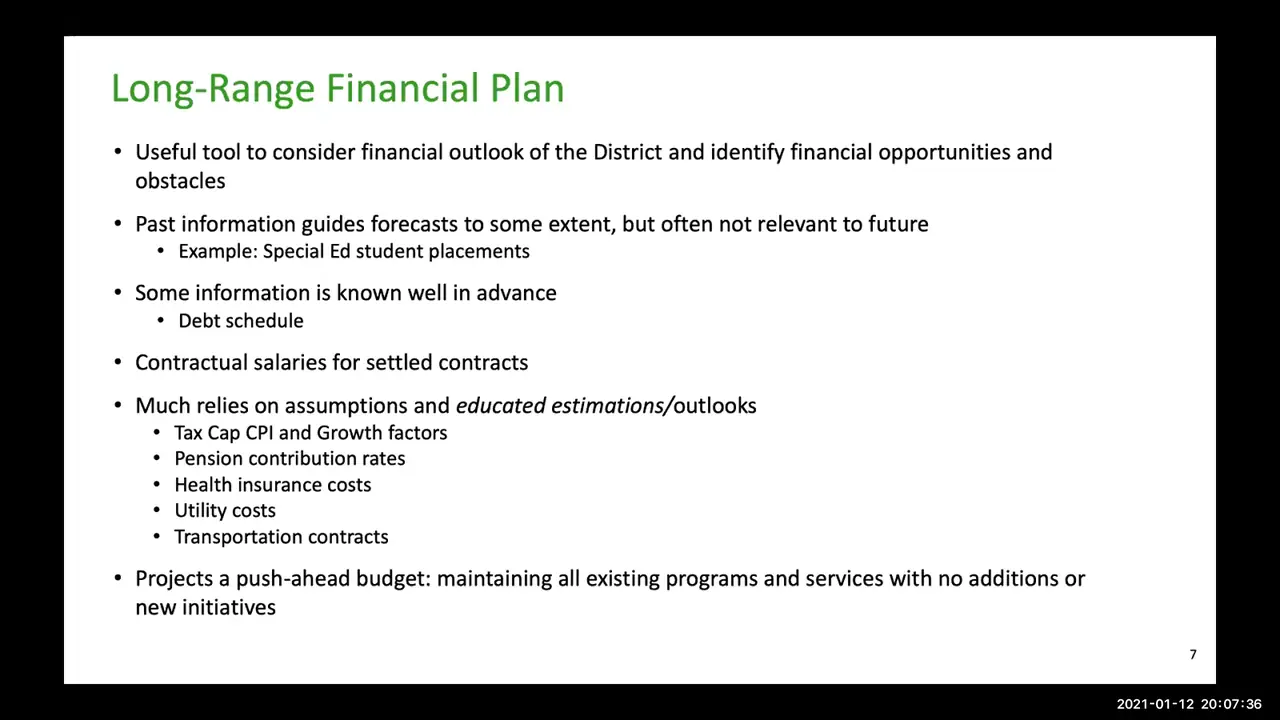 Long-Range Financial Plan
• Useful tool to consider financial outlook of the District and identify financial opportunities and
obstacles
• Past information guides forecasts to some extent, but often not relevant to future
• Example: Special Ed student placements
• Some information is known well in advance
• Debt schedule
• Contractual salaries for settled contracts
• Much relies on assumptions and educated estimations/outlooks
• Tax Cap CPI and Growth factors
• Pension contribution rates
• Health insurance costs
• Utility costs
• Transportation contracts
• Projects a push-ahead budget: maintaining all existing programs and services with no additions or
new initiatives
7
2021-01-12 20:07:36